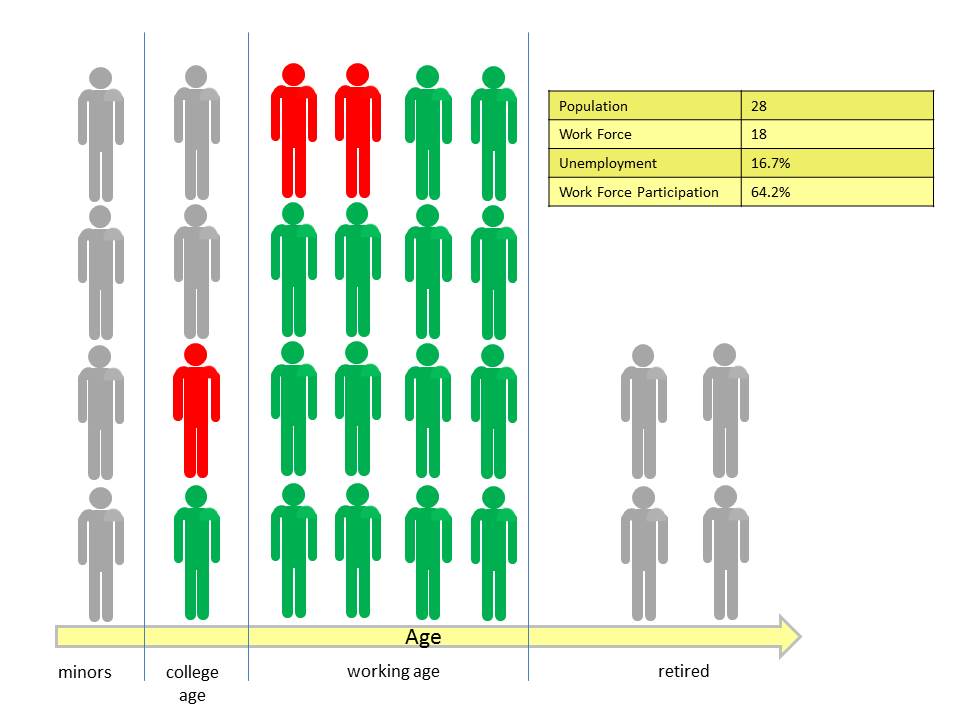 Population 28
Work Force 18
Unemployment 16.7%
Work Force Participation 64.2%
Age
minors
college
age
working age
retired